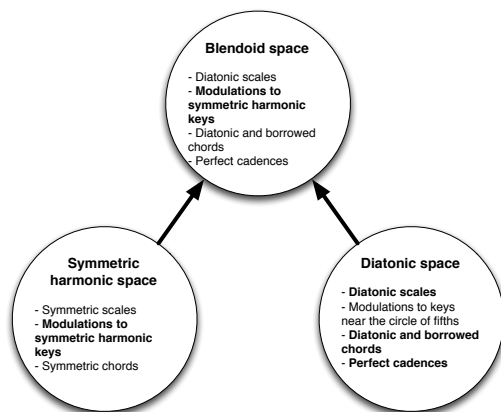 Blendoid space
- Diatonic scales
- Modulations to
symmetric harmonic
keys
- Diatonic and borrowed
chords
- Perfect cadences
Symmetric
harmonic space
- Symmetric scales
- Modulations to
symmetric harmonic
keys
- Symmetric chords
Diatonic space
- Diatonic scales
- Modulations to keys
near the circle of fifths
- Diatonic and borrowed
chords
- Perfect cadences